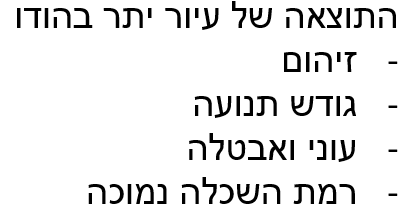 התוצאה של עיור יתר בהודו
- זיהום
- גודש תנועה
- עוני ואבטלה
- רמת השכלה נמוכה